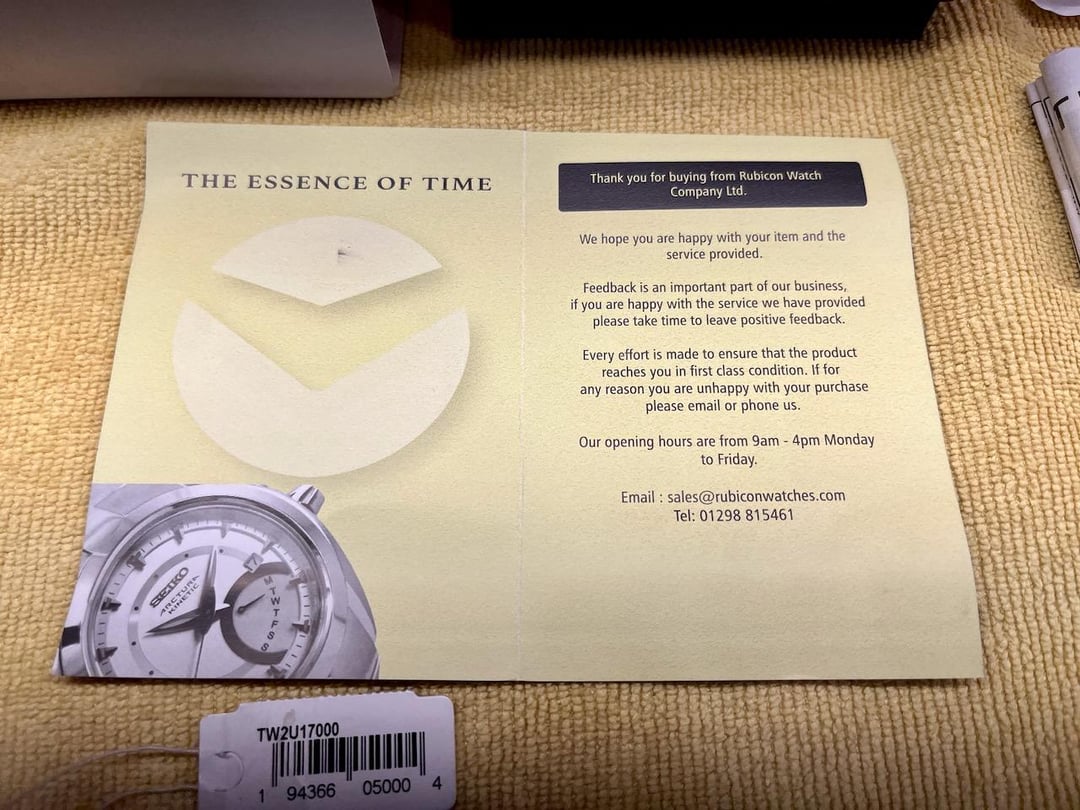 THE ESSENCE OF TIME
Thank you for buying from Rubicon Watch
Company Ltd.
We hope you are happy with your item and the
service provided.
Feedback is an important part of our business,
if you are happy with the service we have provided
please take time to leave positive feedback.
Every effort is made to ensure that the product
reaches you in first class condition. If for
any reason you are unhappy with your purchase
please email or phone us.
Our opening hours are from 9am - 4pm Monday
to Friday.
Email : sales@rubiconwatches.com
Tel: 01298 815461
SEIKO
ARCTURA
KINETIC
17
M
T
W
T
F
S
S
TW2U17000
1 94366 05000 4